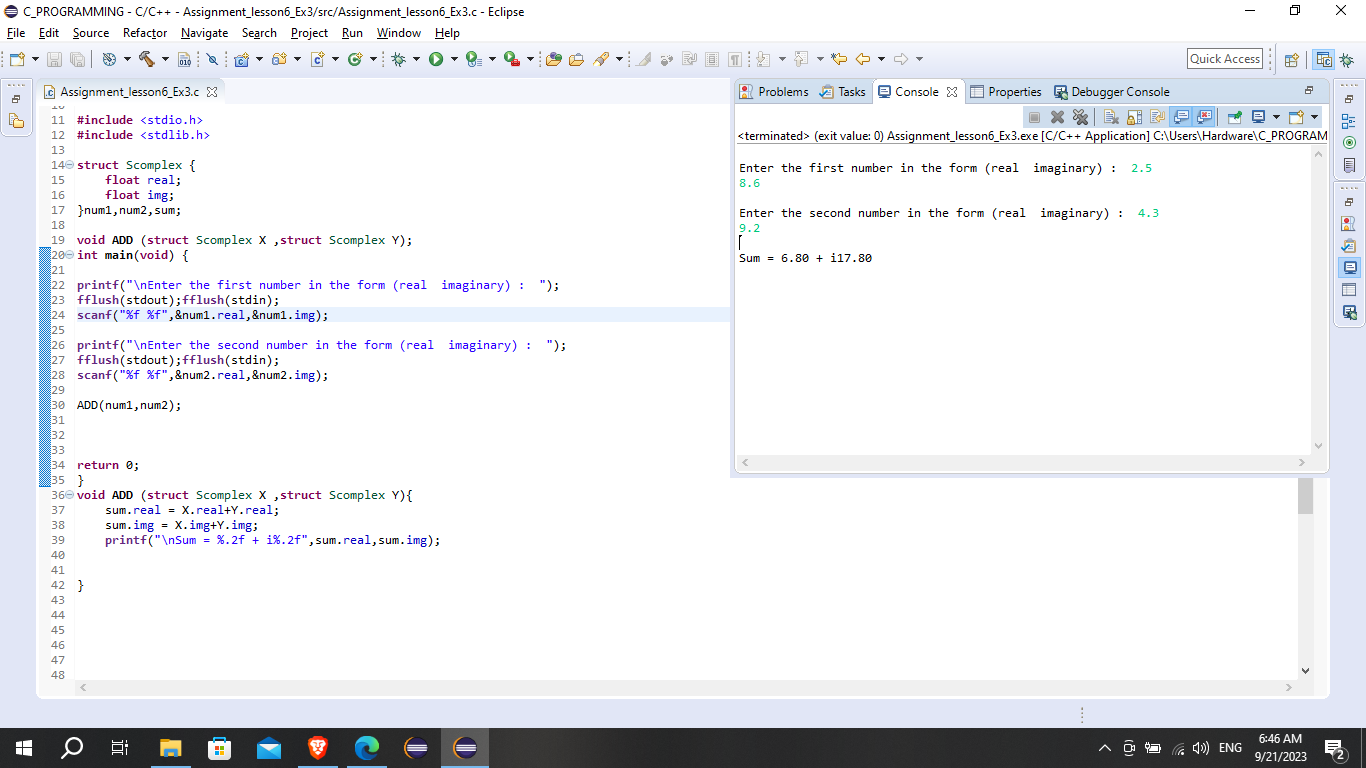 C_PROGRAMMING - C/C++ - Assignment_lesson6_Ex3/src/Assignment_lesson6_Ex3.c - Eclipse
File Edit Source Refactor Navigate Search Project Run Window Help
Quick Access
Assignment_lesson6_Ex3.c
11 #include <stdio.h>
12 #include <stdlib.h>
13
14 struct Scomplex {
15     float real;
16     float img;
17 }num1,num2,sum;
18
19 void ADD (struct Scomplex X ,struct Scomplex Y);
20 int main(void) {
21
22 printf("\nEnter the first number in the form (real  imaginary) :  ");
23 fflush(stdout);fflush(stdin);
24 scanf("%f %f",&num1.real,&num1.img);
25
26 printf("\nEnter the second number in the form (real  imaginary) :  ");
27 fflush(stdout);fflush(stdin);
28 scanf("%f %f",&num2.real,&num2.img);
29
30 ADD(num1,num2);
31
32
33
34 return 0;
35 }
36 void ADD (struct Scomplex X ,struct Scomplex Y){
37     sum.real = X.real+Y.real;
38     sum.img = X.img+Y.img;
39     printf("\nSum = %.2f + i%.2f",sum.real,sum.img);
40
41
42 }
43
44
45
46
47
48
Problems Tasks Console Properties Debugger Console
<terminated> (exit value: 0) Assignment_lesson6_Ex3.exe [C/C++ Application] C:\Users\Hardware\C_PROGRAM
Enter the first number in the form (real  imaginary) :  2.5
8.6
Enter the second number in the form (real  imaginary) :  4.3
9.2
Sum = 6.80 + i17.80
ENG
6:46 AM
9/21/2023
2